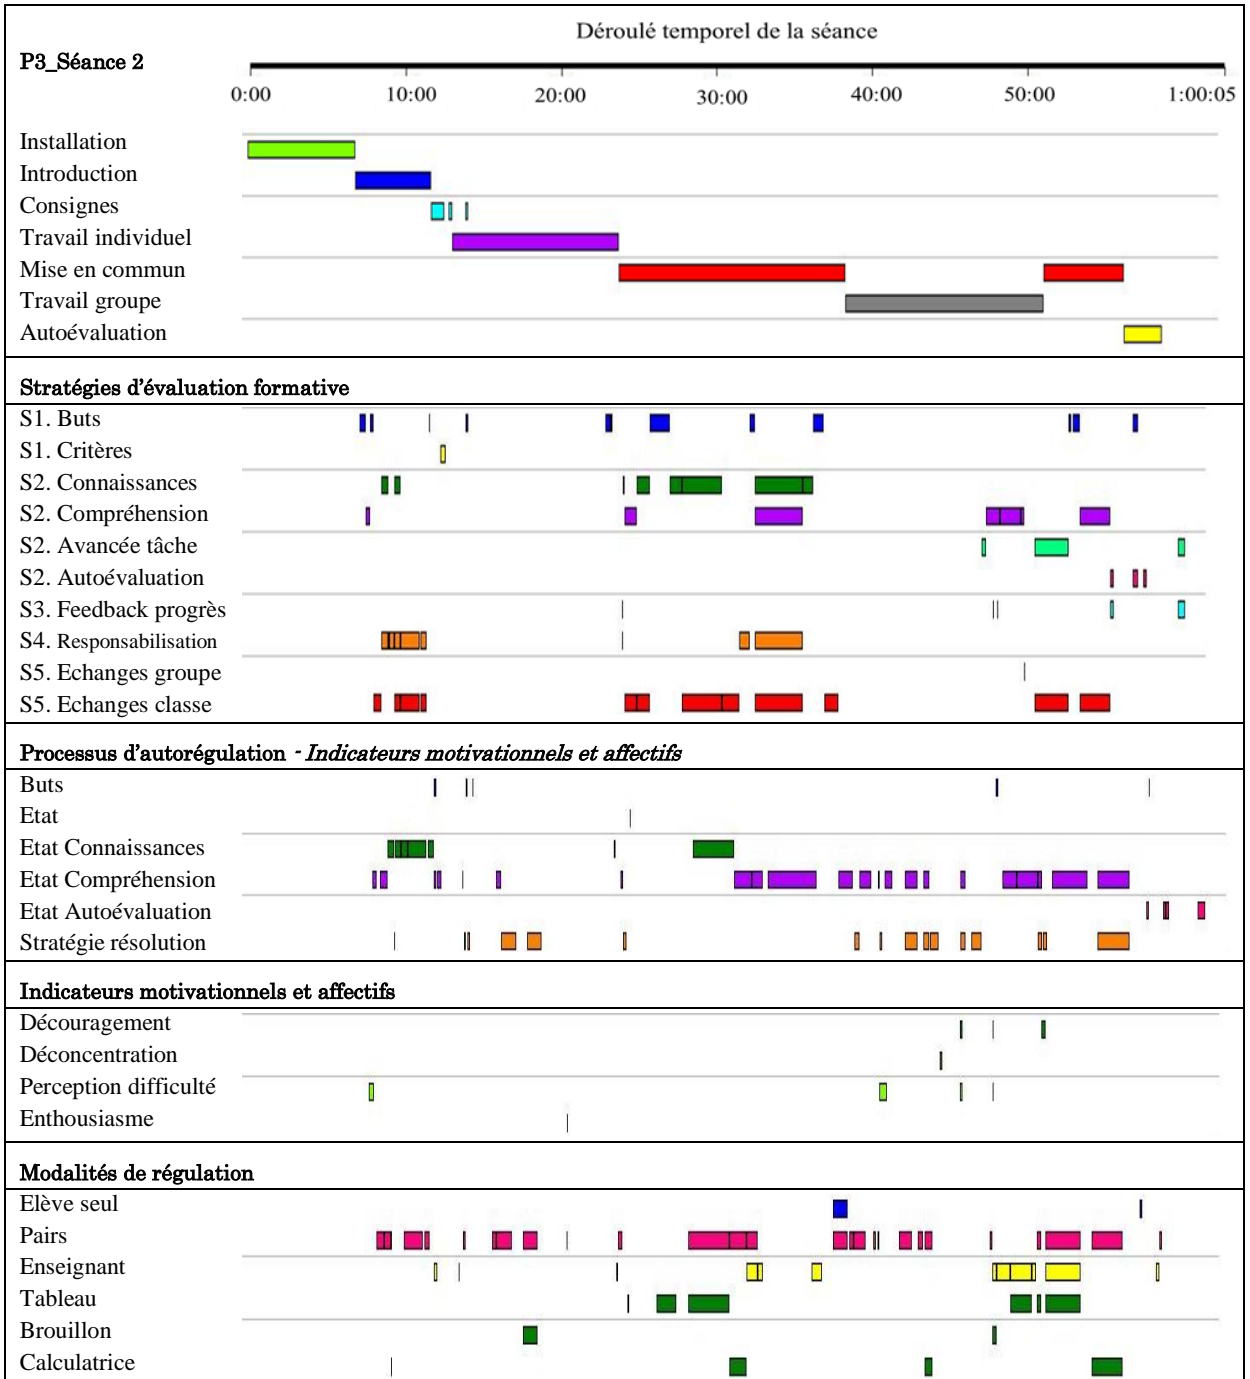 Déroulé temporel de la séance
P3_Séance 2
0:00 10:00 20:00 30:00 40:00 50:00 1:00:05
Installation
Introduction
Consignes
Travail individuel
Mise en commun
Travail groupe
Autoévaluation
Stratégies d'évaluation formative
S1. Buts
S1. Critères
S2. Connaissances
S2. Compréhension
S2. Avancée tâche
S2. Autoévaluation
S3. Feedback progrès
S4. Responsabilisation
S5. Echanges groupe
S5. Echanges classe
Processus d'autorégulation - Indicateurs motivationnels et affectifs
Buts
Etat
Etat Connaissances
Etat Compréhension
Etat Autoévaluation
Stratégie résolution
Indicateurs motivationnels et affectifs
Découragement
Déconcentration
Perception difficulté
Enthousiasme
Modalités de régulation
Elève seul
Pairs
Enseignant
Tableau
Brouillon
Calculatrice